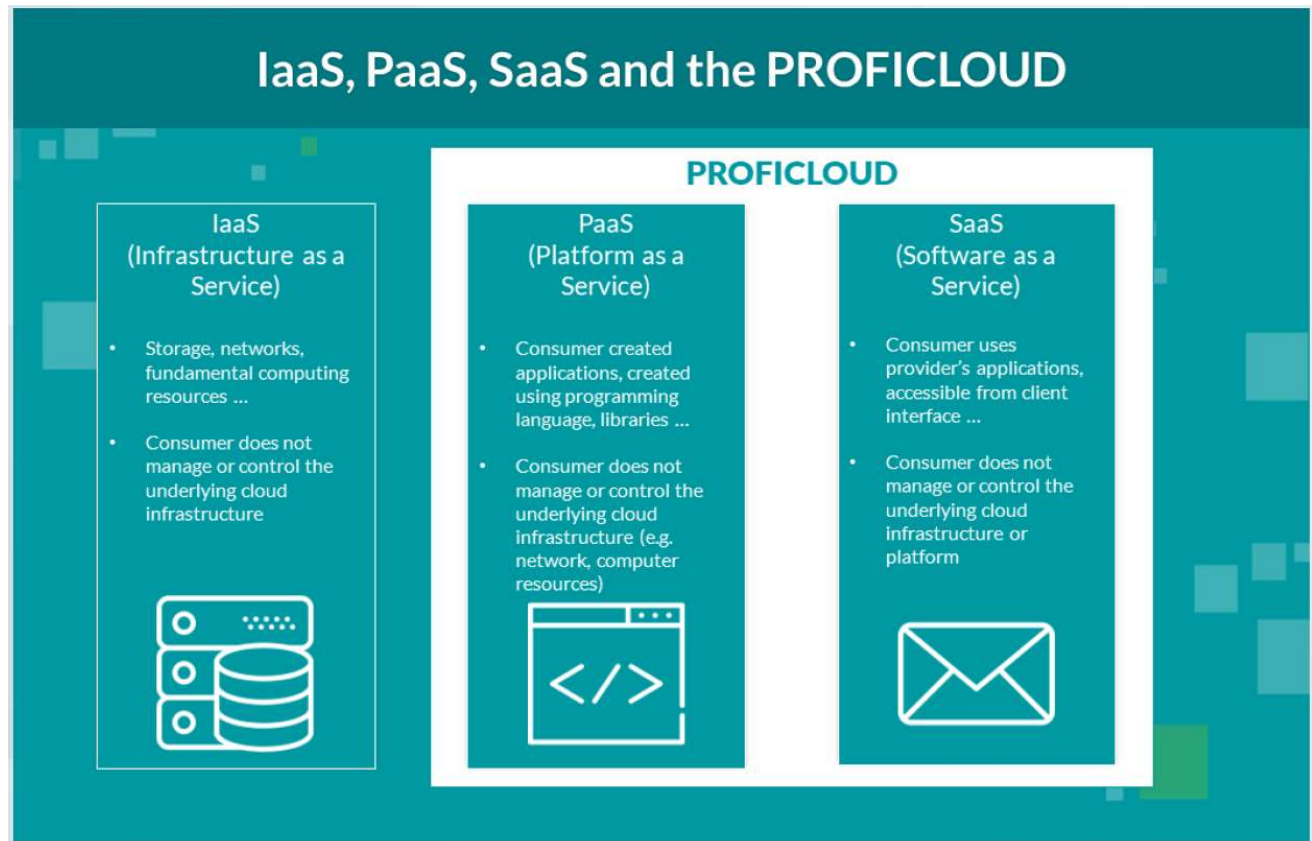 IaaS, PaaS, SaaS and the PROFICLOUD
PROFICLOUD
IaaS
(Infrastructure as a
Service)
• Storage, networks,
fundamental computing
resources ...
• Consumer does not
manage or control the
underlying cloud
infrastructure
PaaS
(Platform as a
Service)
• Consumer created
applications, created
using programming
language, libraries ...
• Consumer does not
manage or control the
underlying cloud
infrastructure (e.g.
network, computer
resources)
</>
SaaS
(Software as a
Service)
• Consumer uses
provider's applications,
accessible from client
interface ...
• Consumer does not
manage or control the
underlying cloud
infrastructure or
platform